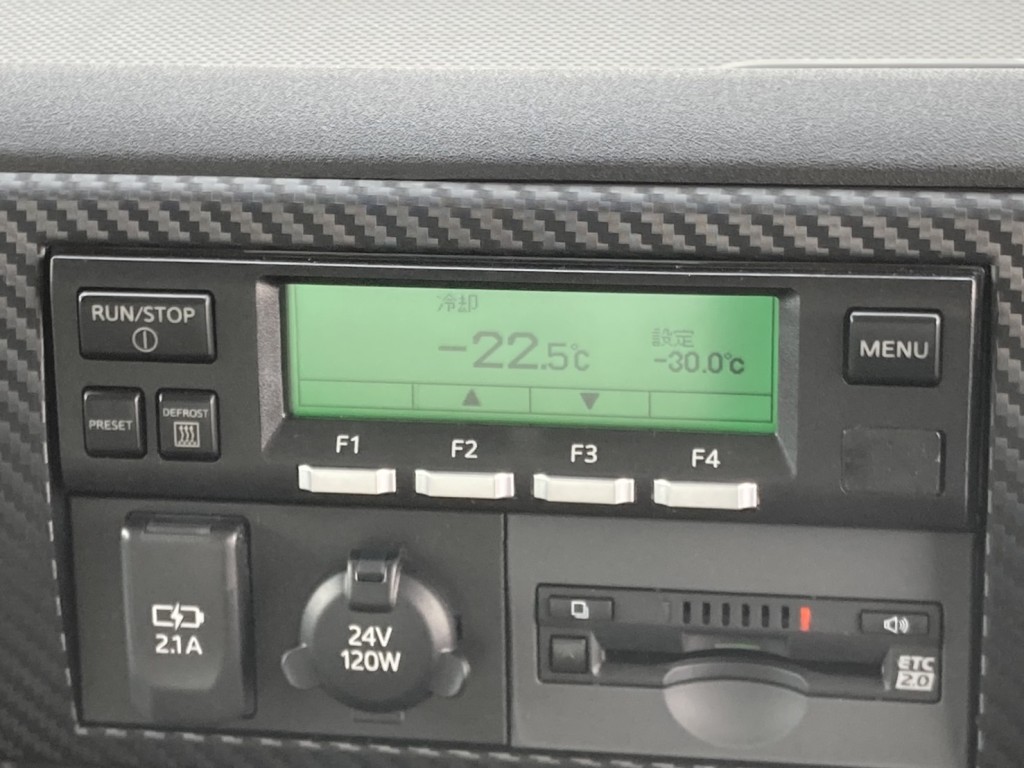 RUN/STOP
冷却
-22.5℃
設定
-30.0℃
MENU
PRESET
DEFROST
▲
▼
F1
F2
F3
F4
2.1A
24V
120W
ETC
2.0